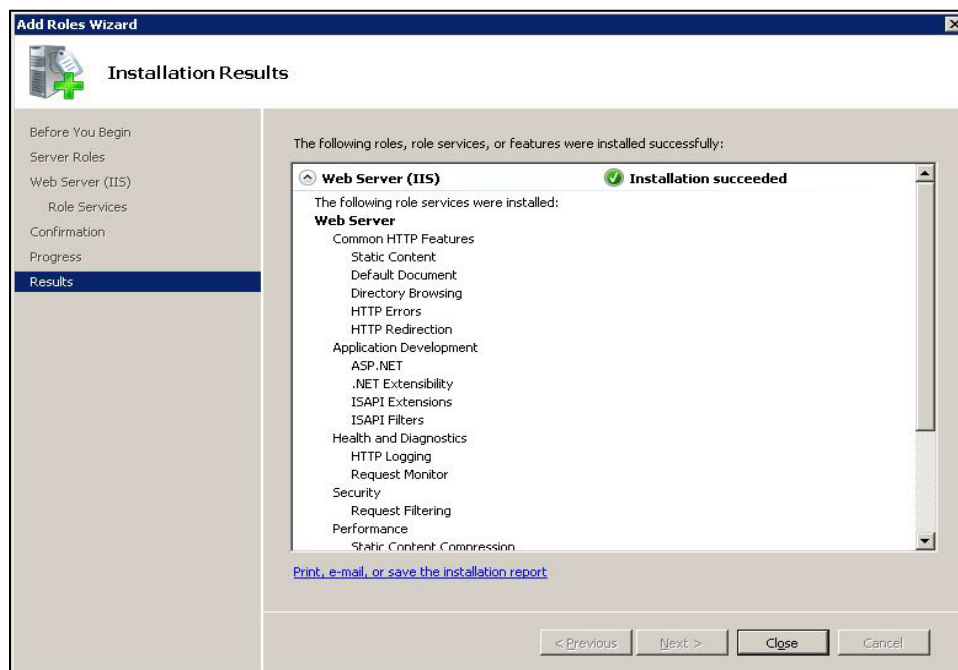 Add Roles Wizard
Installation Results
Before You Begin
Server Roles
Web Server (IIS)
Role Services
Confirmation
Progress
Results
The following roles, role services, or features were installed successfully:
Web Server (IIS) Installation succeeded
The following role services were installed:
Web Server
Common HTTP Features
Static Content
Default Document
Directory Browsing
HTTP Errors
HTTP Redirection
Application Development
ASP.NET
.NET Extensibility
ISAPI Extensions
ISAPI Filters
Health and Diagnostics
HTTP Logging
Request Monitor
Security
Request Filtering
Performance
Static Content Compression
Print, e-mail, or save the installation report
< Previous Next > Close Cancel